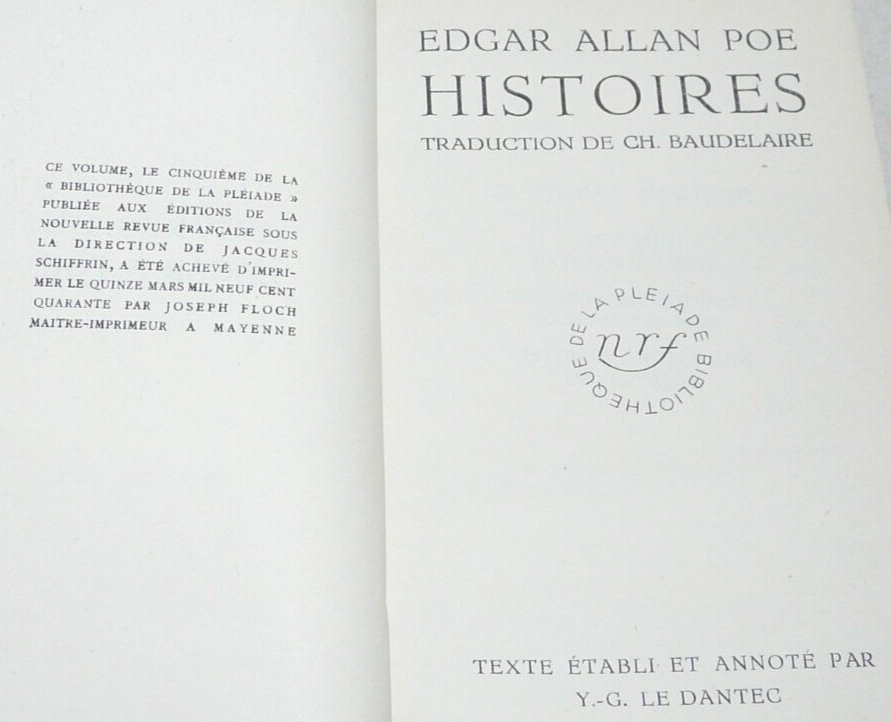 CE VOLUME, LE CINQUIÈME DE LA
« BIBLIOTHÈQUE DE LA PLÉIADE »
PUBLIÉE AUX ÉDITIONS DE LA
NOUVELLE REVUE FRANÇAISE SOUS
LA DIRECTION DE JACQUES
SCHIFFRIN, A ÉTÉ ACHEVÉ D'IMPRI-
MER LE QUINZE MARS MIL NEUF CENT
QUARANTE PAR JOSEPH FLOCH
MAITRE-IMPRIMEUR A MAYENNE
EDGAR ALLAN POE
HISTOIRES
TRADUCTION DE CH. BAUDELAIRE
BIBLIOTHÈQUE DE LA PLEIADE
nrf
TEXTE ÉTABLI ET ANNOTÉ PAR
Y.-G. LE DANTEC